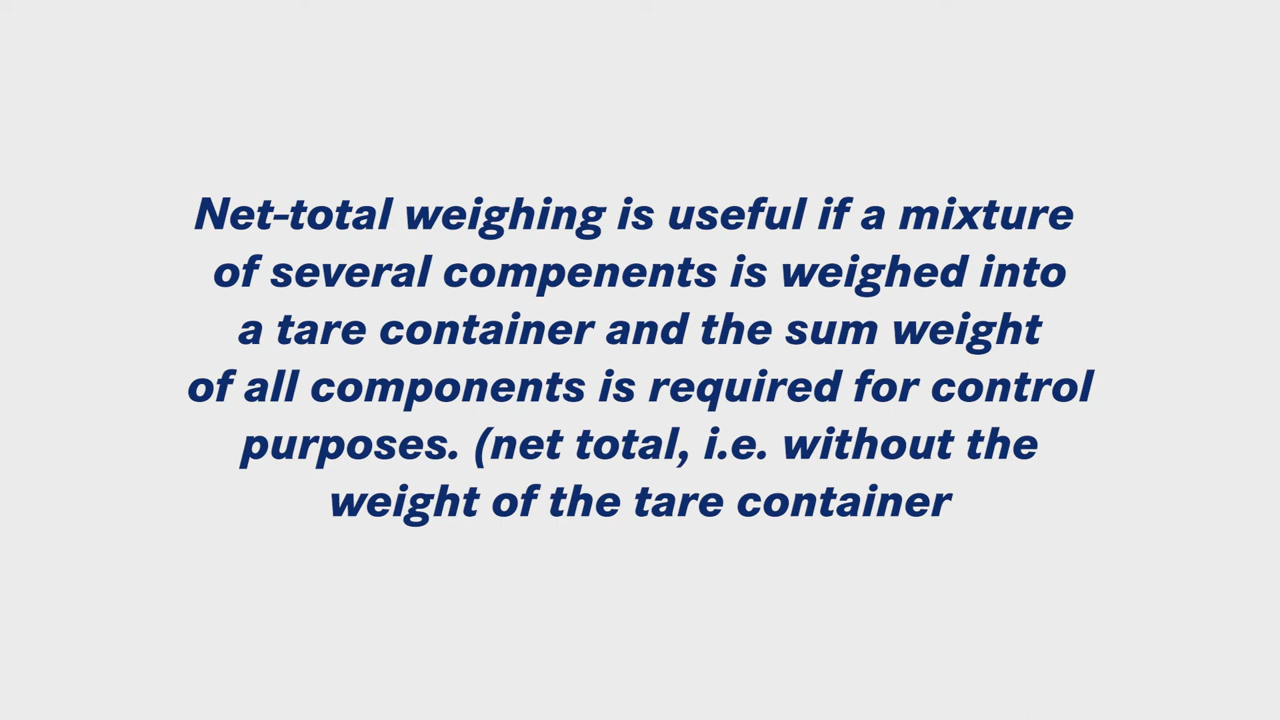 Net-total weighing is useful if a mixture
of several compenents is weighed into
a tare container and the sum weight
of all components is required for control
purposes. (net total, i.e. without the
weight of the tare container